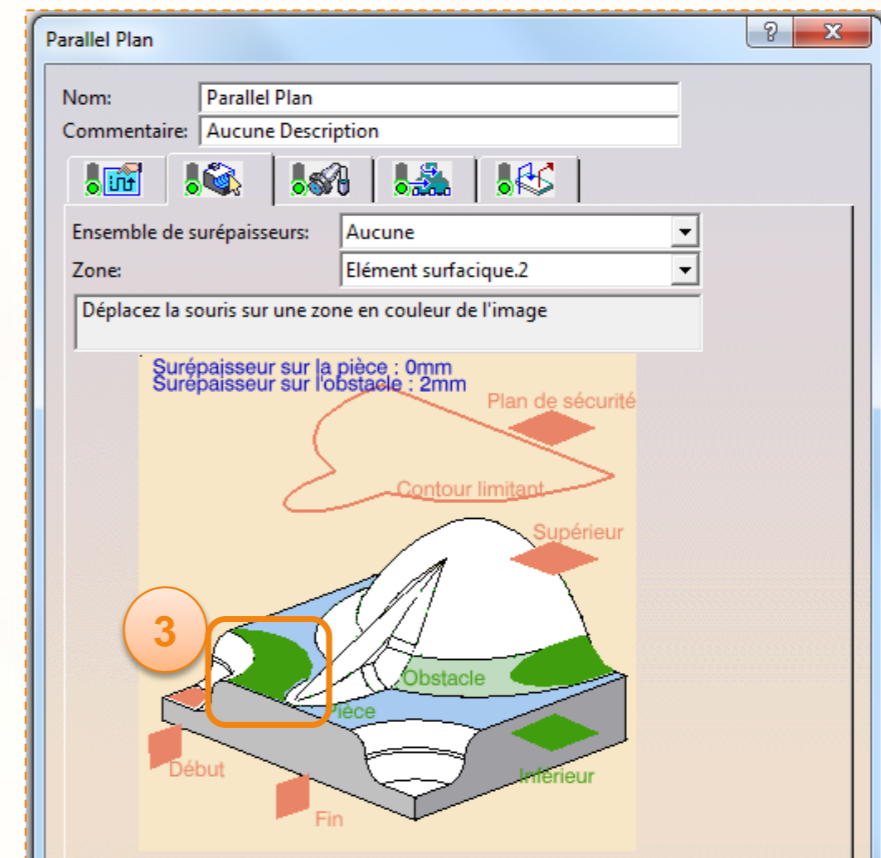 Parallel Plan
Nom: Parallel Plan
Commentaire: Aucune Description
Ensemble de surépaisseurs: Aucune
Zone: Elément surfacique.2
Déplacez la souris sur une zone en couleur de l'image
Surépaisseur sur la pièce : 0mm
Surépaisseur sur l'obstacle : 2mm
Plan de sécurité
Contour limitant
Supérieur
3
Obstacle
Pièce
Début
Inférieur
Fin